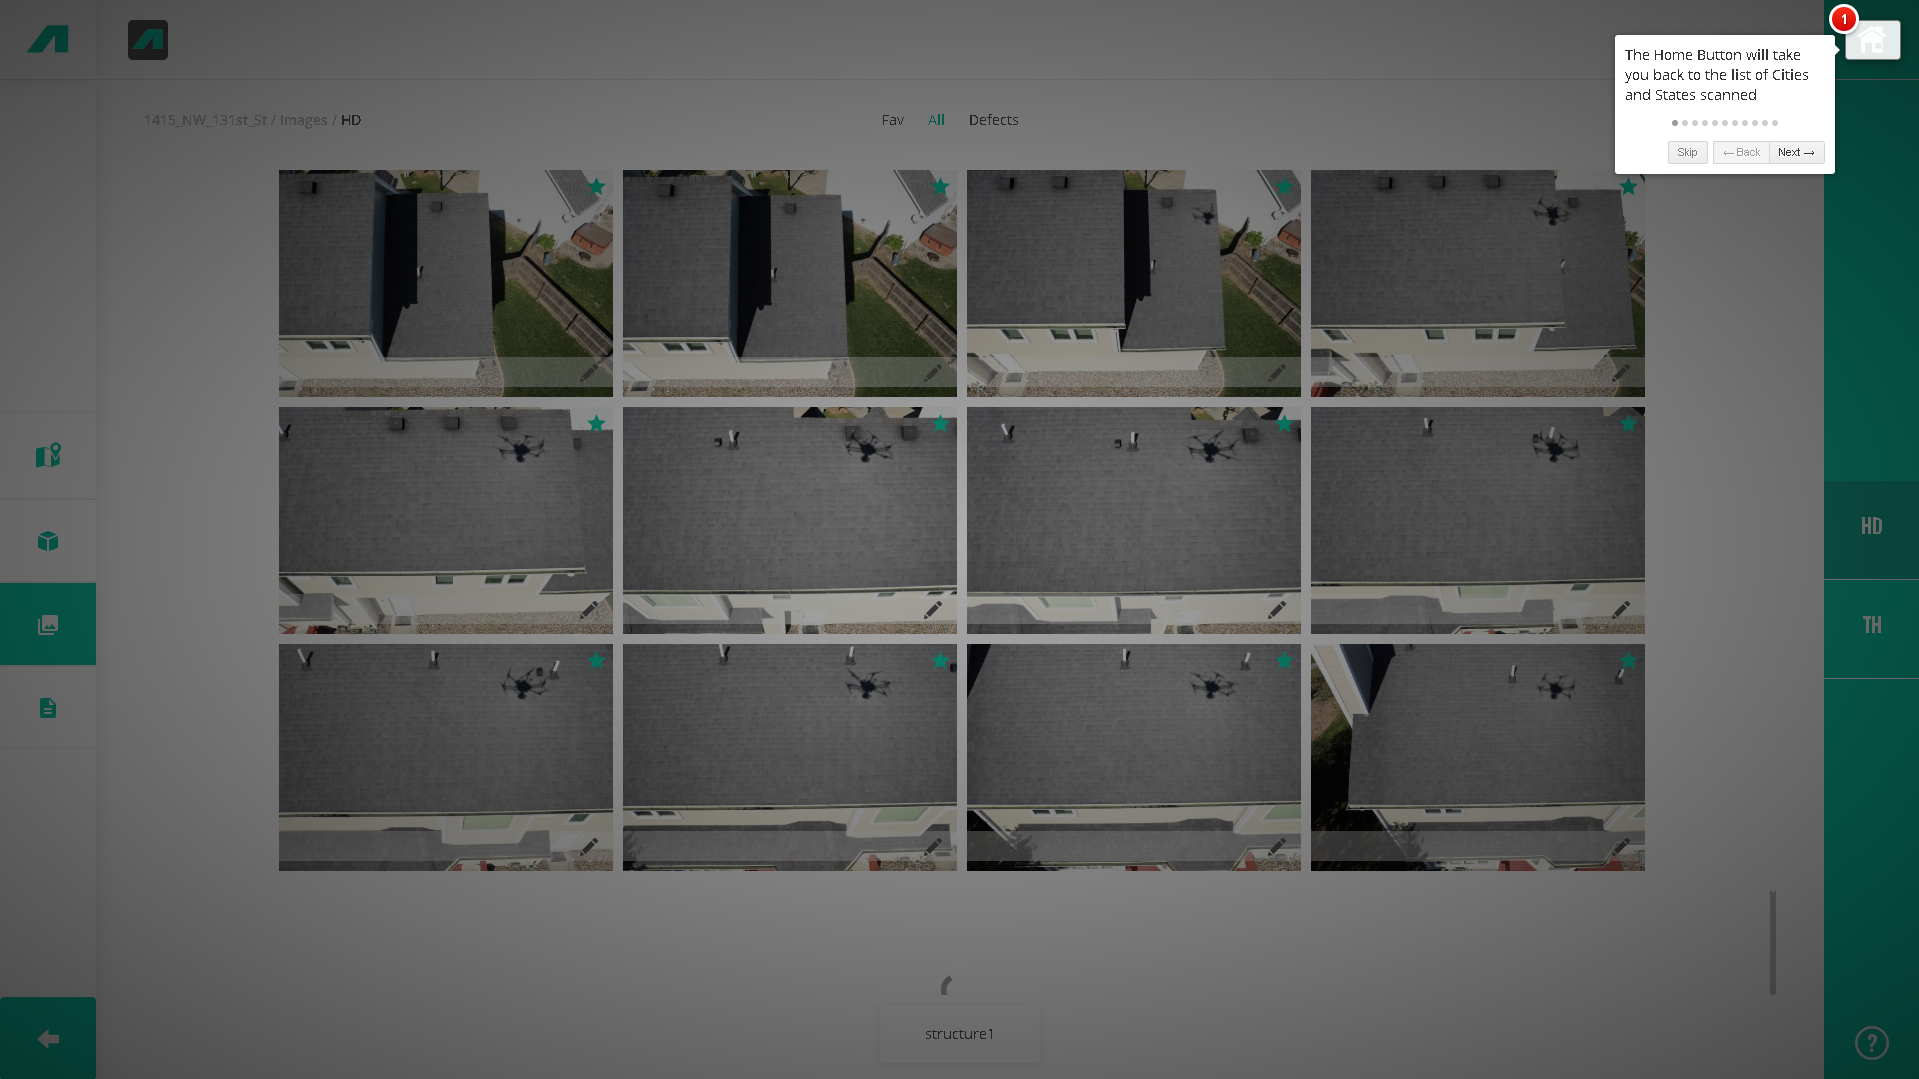 1
The Home Button will take
you back to the list of Cities
and States scanned
Skip
← Back
Next →
1415_NW_131st_St / Images / HD
Fav
All
Defects
HD
TH
structure1
?